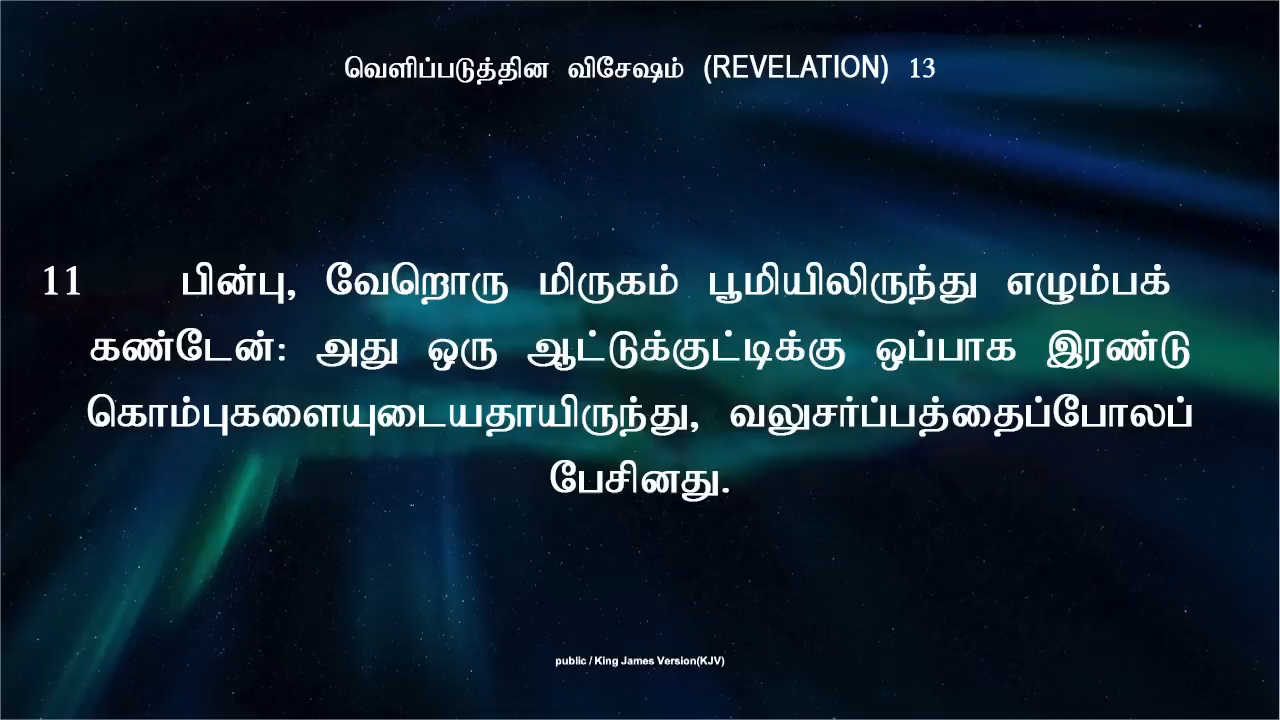 வெளிப்படுத்தின விசேஷம் (REVELATION) 13
11 பின்பு, வேறொரு மிருகம் பூமியிலிருந்து எழும்பக்
கண்டேன்: அது ஒரு ஆட்டுக்குட்டிக்கு ஒப்பாக இரண்டு
கொம்புகளையுடையதாயிருந்து, வலுசர்ப்பத்தைப்போலப்
பேசினது.
public / King James Version(KJV)